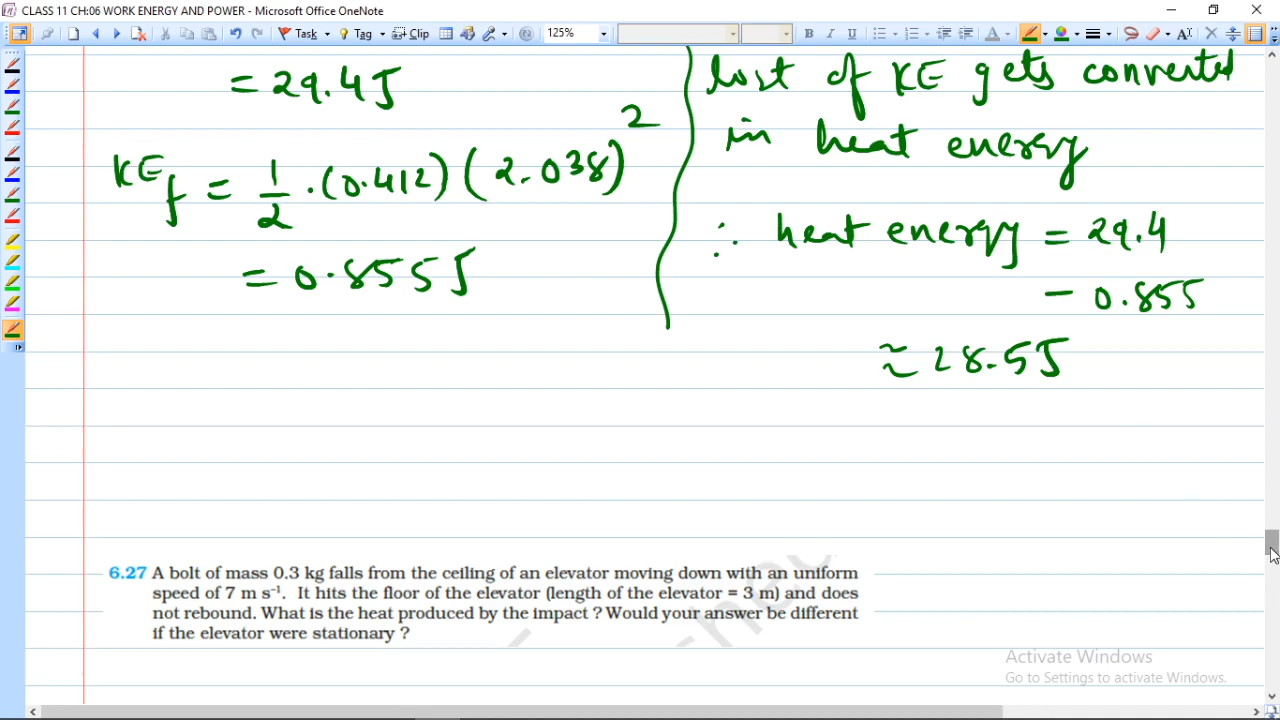 CLASS 11 CH:06 WORK ENERGY AND POWER - Microsoft Office OneNote
Task Tag Clip 125% B I U
= 29.4J
KEf = 1/2 .(0.412) (2.038)²
= 0.855J
lost of KE gets converted
in heat energy
∴ heat energy = 29.4
- 0.855
≈ 28.5J
6.27 A bolt of mass 0.3 kg falls from the ceiling of an elevator moving down with an uniform
speed of 7 m s⁻¹. It hits the floor of the elevator (length of the elevator = 3 m) and does
not rebound. What is the heat produced by the impact ? Would your answer be different
if the elevator were stationary ?
Activate Windows
Go to Settings to activate Windows.